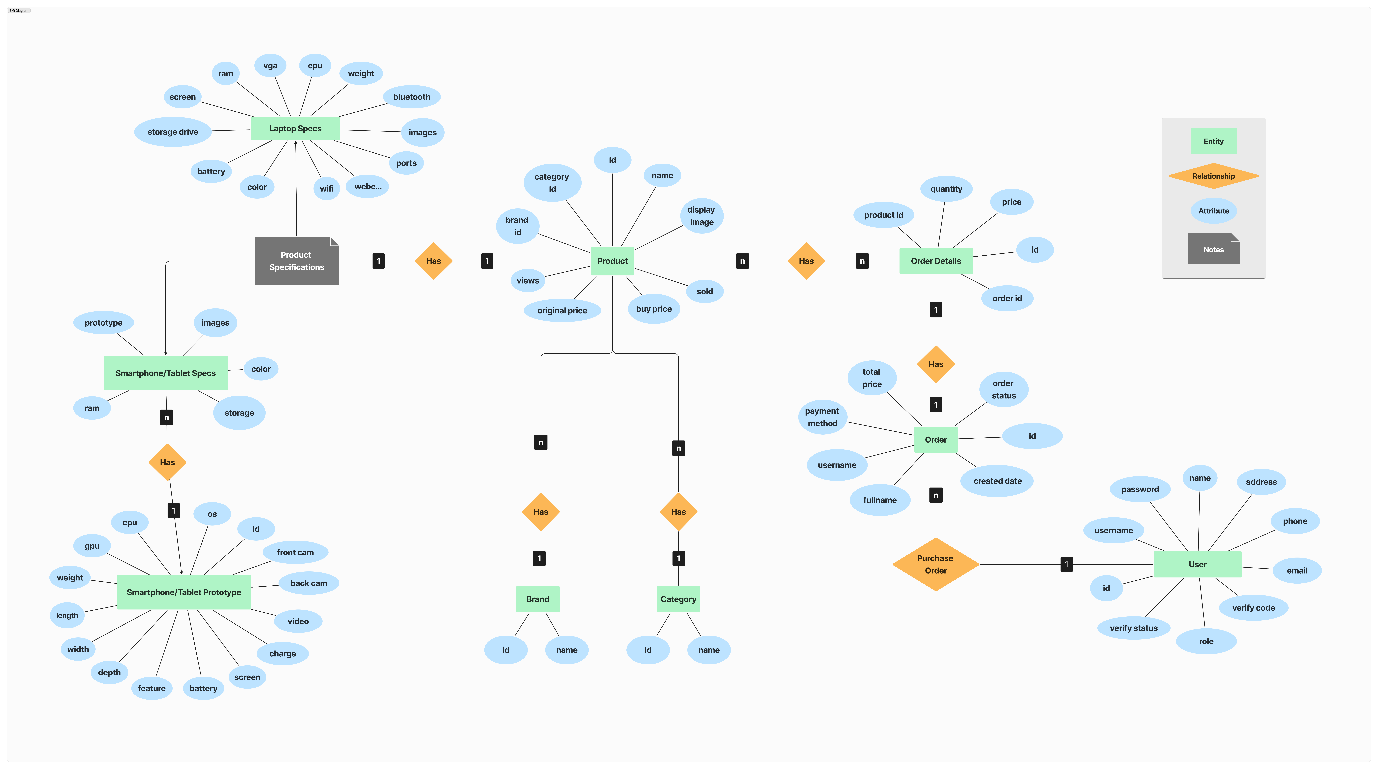 ram
vga
cpu
weight
screen
bluetooth
storage drive
Laptop Specs
images
battery
ports
color
wifi
webc...
Product
Specifications
1
Has
1
id
category
id
name
brand
id
display
image
Product
views
sold
original price
buy price
n
Has
n
quantity
product id
price
Order Details
id
order id
1
Has
1
Entity
Relationship
Attribute
Notes
prototype
images
Smartphone/Tablet Specs
color
ram
storage
n
Has
1
cpu
os
id
gpu
front cam
weight
back cam
Smartphone/Tablet Prototype
length
video
width
charge
depth
screen
feature
battery
n
Has
1
Brand
id
name
n
Has
1
Category
id
name
total
price
order
status
payment
method
Order
id
username
created date
fullname
n
Purchase
Order
1
name
password
address
username
phone
User
email
id
verify code
verify status
role